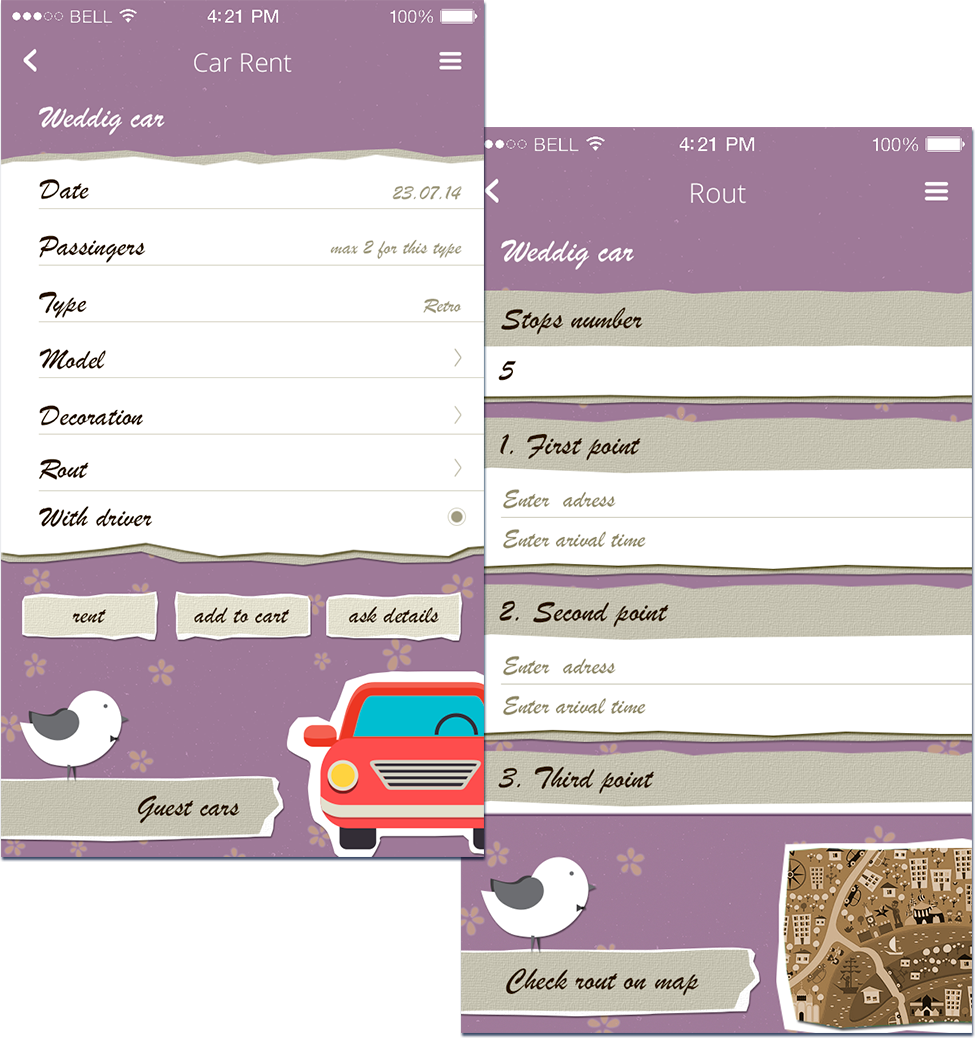 BELL 4:21 PM 100%
Car Rent
Weddig car
Date 23.07.14
Passingers max 2 for this type
Type Retro
Model
Decoration
Rout
With driver
rent add to cart ask details
Guest cars
BELL 4:21 PM 100%
Rout
Weddig car
Stops number
5
1. First point
Enter adress
Enter arival time
2. Second point
Enter adress
Enter arival time
3. Third point
Check rout on map